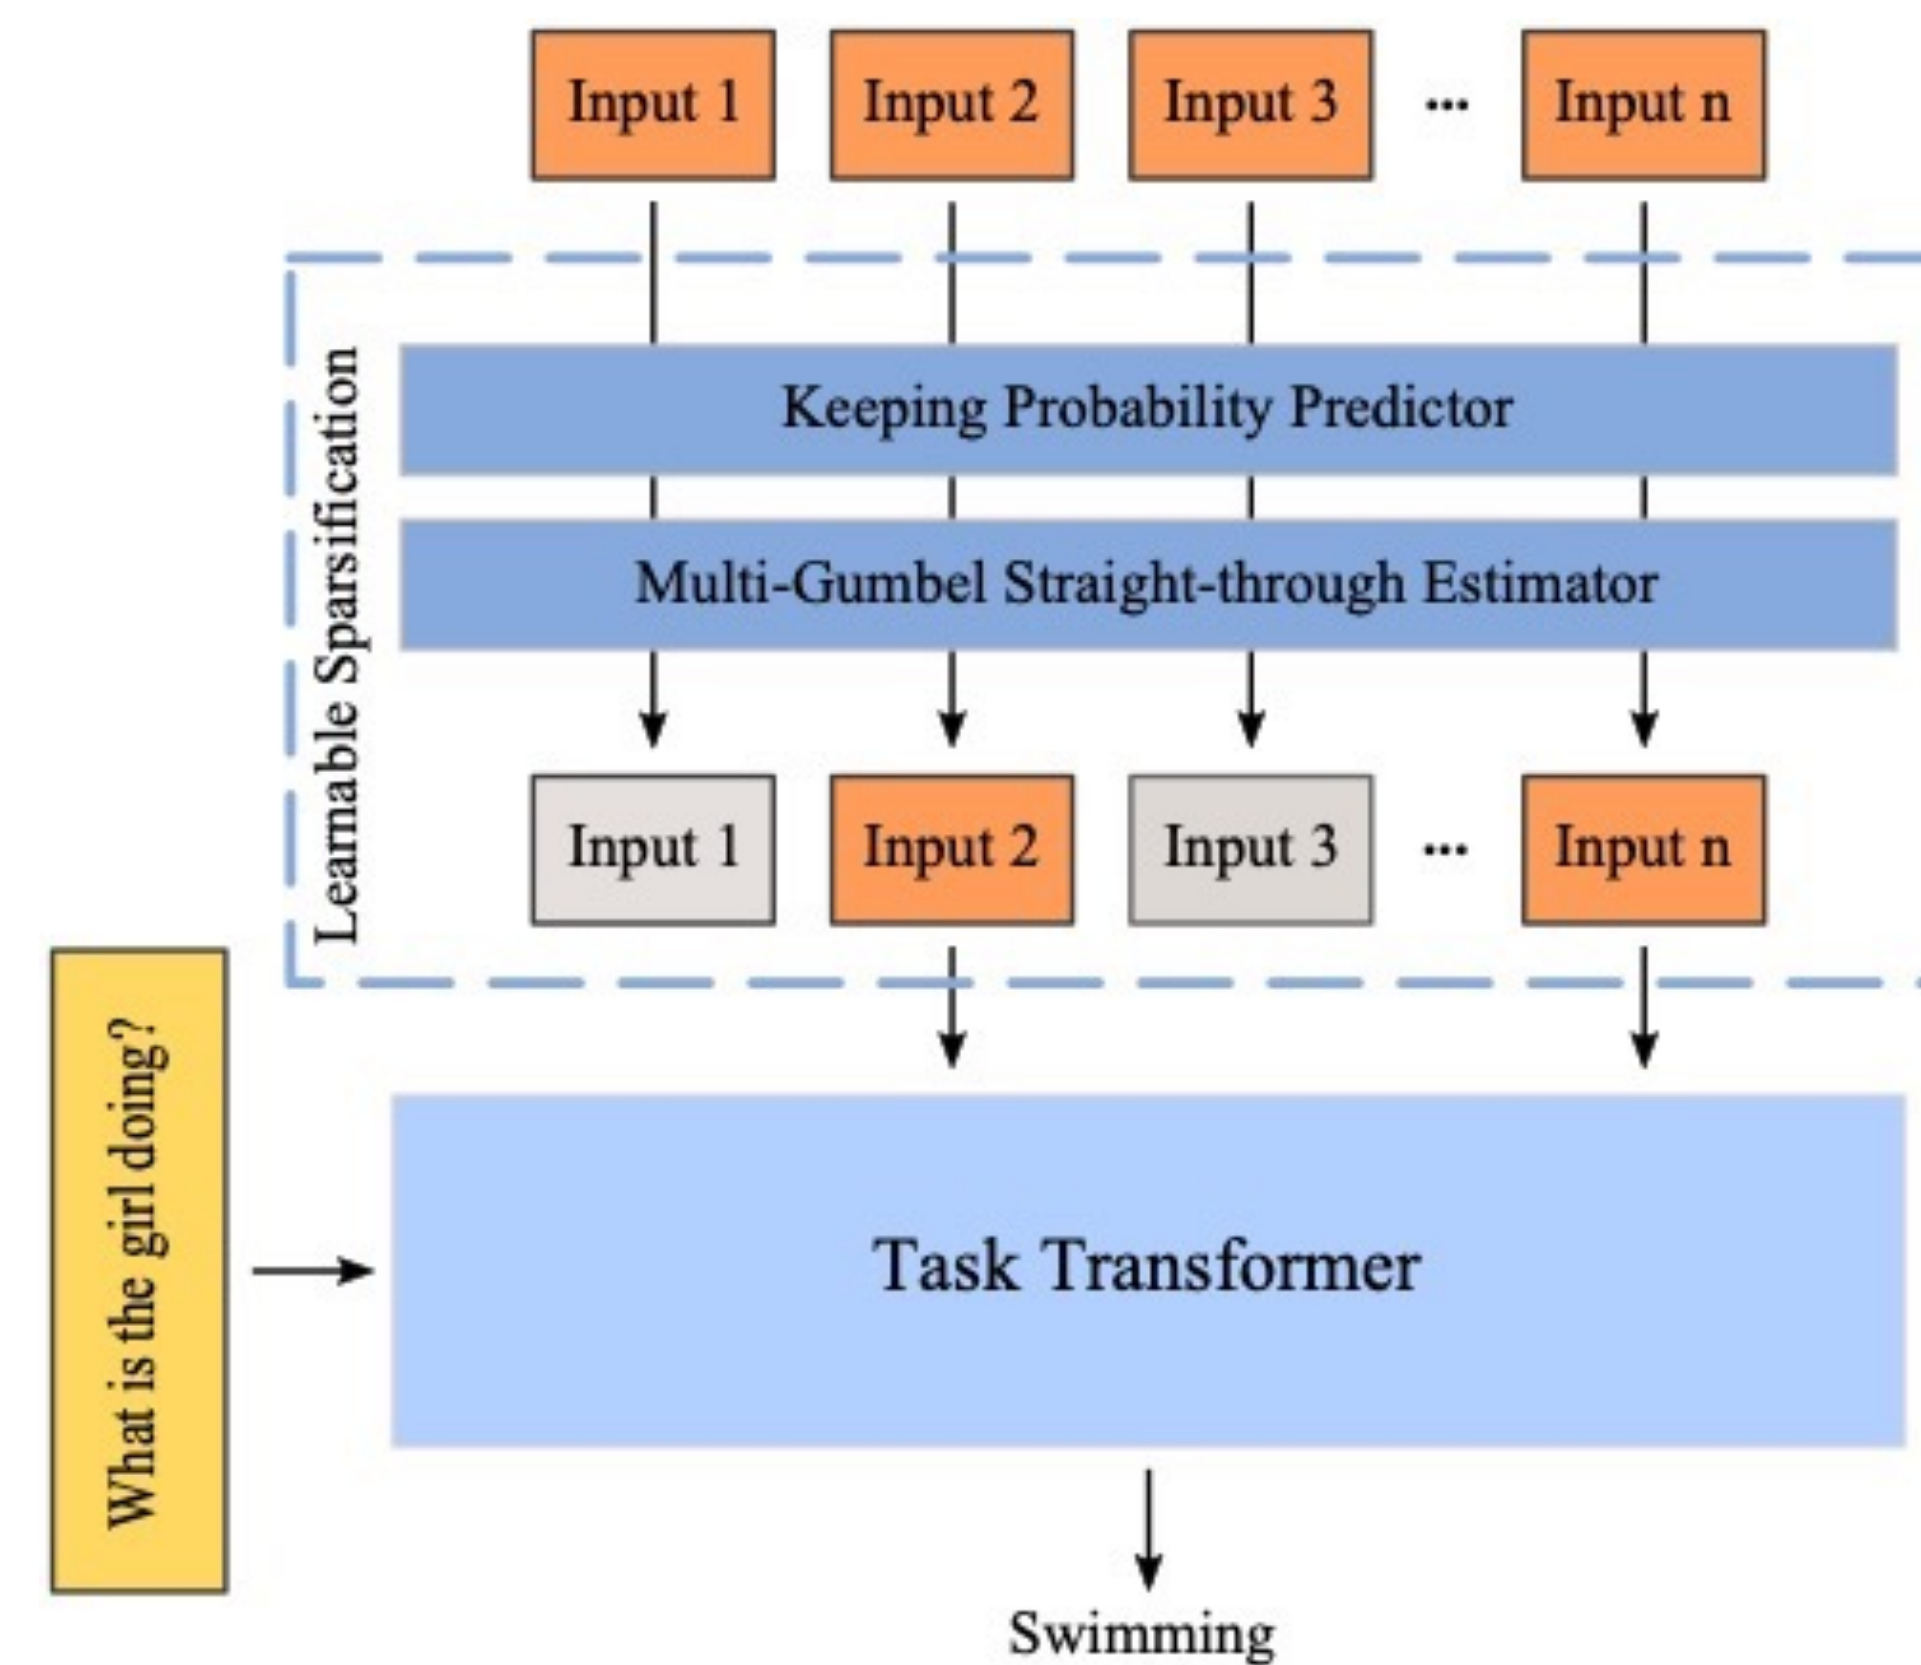 Input 1 Input 2 Input 3 ... Input n
Keeping Probability Predictor
Multi-Gumbel Straight-through Estimator
Learnable Sparsification
Input 1 Input 2 Input 3 ... Input n
What is the girl doing?
Task Transformer
Swimming